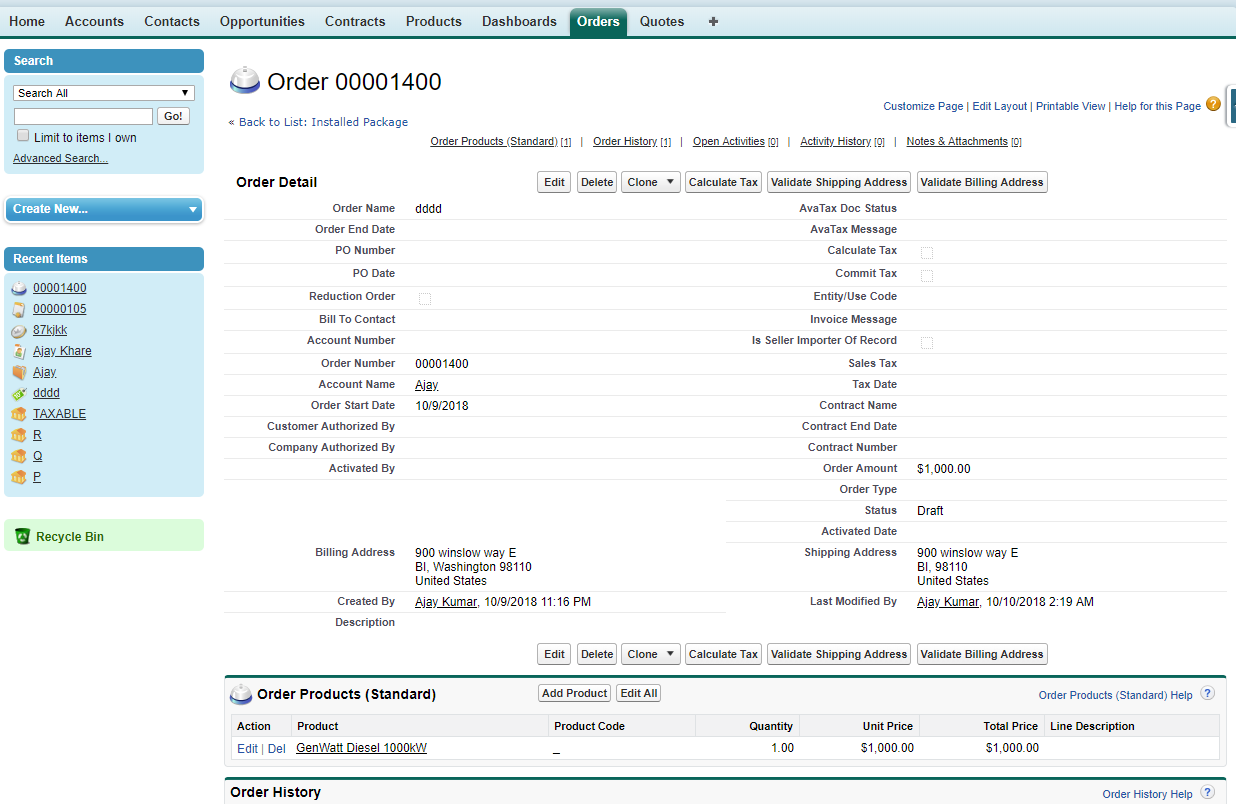 Home Accounts Contacts Opportunities Contracts Products Dashboards Orders Quotes +
Search
Search All
Go!
Limit to items I own
Advanced Search...
Create New...
Recent Items
00001400
00000105
87kjkk
Ajay Khare
Ajay
dddd
TAXABLE
R
Q
P
Recycle Bin
Order 00001400
Customize Page | Edit Layout | Printable View | Help for this Page ?
« Back to List: Installed Package
Order Products (Standard) [1] | Order History [1] | Open Activities [0] | Activity History [0] | Notes & Attachments [0]
Order Detail Edit Delete Clone Calculate Tax Validate Shipping Address Validate Billing Address
Order Name dddd AvaTax Doc Status
Order End Date AvaTax Message
PO Number Calculate Tax
PO Date Commit Tax
Reduction Order Entity/Use Code
Bill To Contact Invoice Message
Account Number Is Seller Importer Of Record
Order Number 00001400 Sales Tax
Account Name Ajay Tax Date
Order Start Date 10/9/2018 Contract Name
Customer Authorized By Contract End Date
Company Authorized By Contract Number
Activated By Order Amount $1,000.00
Order Type
Status Draft
Activated Date
Billing Address 900 winslow way E Shipping Address 900 winslow way E
BI, Washington 98110 BI, 98110
United States United States
Created By Ajay Kumar, 10/9/2018 11:16 PM Last Modified By Ajay Kumar, 10/10/2018 2:19 AM
Description
Edit Delete Clone Calculate Tax Validate Shipping Address Validate Billing Address
Order Products (Standard) Add Product Edit All Order Products (Standard) Help ?
Action Product Product Code Quantity Unit Price Total Price Line Description
Edit | Del GenWatt Diesel 1000kW _ 1.00 $1,000.00 $1,000.00
Order History Order History Help ?